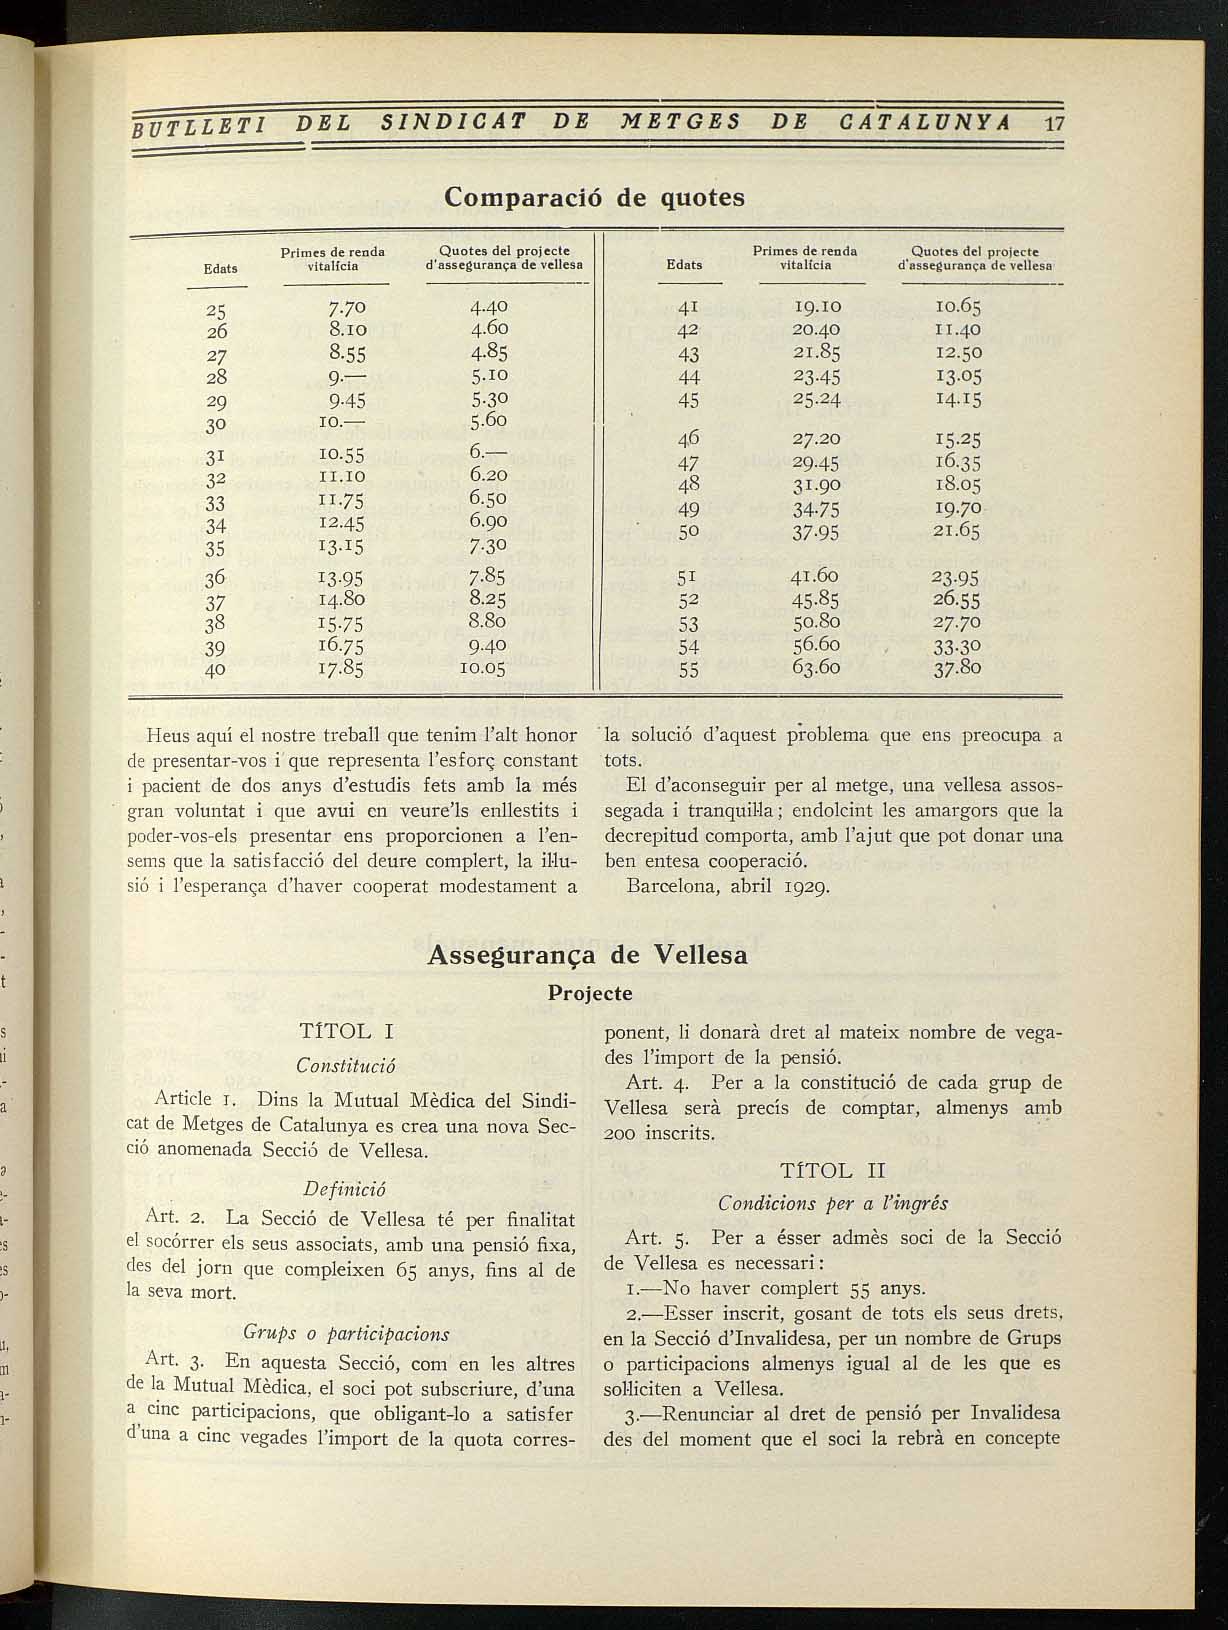 BUTLLETI DEL SINDICAT DE METGES DE CATALUNYA 17
Comparació de quotes
Edats Primes de renda vitalícia Quotes del projecte d'assegurança de vellesa
25 7.70 4.40
26 8.10 4.60
27 8.55 4.85
28 9.— 5.10
29 9.45 5.30
30 10.— 5.60
31 10.55 6.—
32 11.10 6.20
33 11.75 6.50
34 12.45 6.90
35 13.15 7.30
36 13.95 7.85
37 14.80 8.25
38 15.75 8.80
39 16.75 9.40
40 17.85 10.05
Edats Primes de renda vitalícia Quotes del projecte d'assegurança de vellesa
41 19.10 10.65
42 20.40 11.40
43 21.85 12.50
44 23.45 13.05
45 25.24 14.15
46 27.20 15.25
47 29.45 16.35
48 31.90 18.05
49 34.75 19.70
50 37.95 21.65
51 41.60 23.95
52 45.85 26.55
53 50.80 27.70
54 56.60 33.30
55 63.60 37.80
Heus aquí el nostre treball que tenim l'alt honor
de presentar-vos i que representa l'esforç constant
i pacient de dos anys d'estudis fets amb la més
gran voluntat i que avui en veure'ls enllestits i
poder-vos-els presentar ens proporcionen a l'en-
sems que la satisfacció del deure complert, la il·lu-
sió i l'esperança d'haver cooperat modestament a
la solució d'aquest problema que ens preocupa a
tots.
El d'aconseguir per al metge, una vellesa assos-
segada i tranquil·la; endolcint les amargors que la
decrepitud comporta, amb l'ajut que pot donar una
ben entesa cooperació.
Barcelona, abril 1929.
Assegurança de Vellesa
Projecte
TÍTOL I
Constitució
Article 1. Dins la Mutual Mèdica del Sindi-
cat de Metges de Catalunya es crea una nova Sec-
ció anomenada Secció de Vellesa.
Definició
Art. 2. La Secció de Vellesa té per finalitat
el socórrer els seus associats, amb una pensió fixa,
des del jorn que compleixen 65 anys, fins al de
la seva mort.
Grups o participacions
Art. 3. En aquesta Secció, com en les altres
de la Mutual Mèdica, el soci pot subscriure, d'una
a cinc participacions, que obligant-lo a satisfer
d'una a cinc vegades l'import de la quota corres-
ponent, li donarà dret al mateix nombre de vega-
des l'import de la pensió.
Art. 4. Per a la constitució de cada grup de
Vellesa serà precís de comptar, almenys amb
200 inscrits.
TÍTOL II
Condicions per a l'ingrés
Art. 5. Per a ésser admès soci de la Secció
de Vellesa es necessari:
1.—No haver complert 55 anys.
2.—Esser inscrit, gosant de tots els seus drets,
en la Secció d'Invalidesa, per un nombre de Grups
o participacions almenys igual al de les que es
sol·liciten a Vellesa.
3.—Renunciar al dret de pensió per Invalidesa
des del moment que el soci la rebrà en concepte